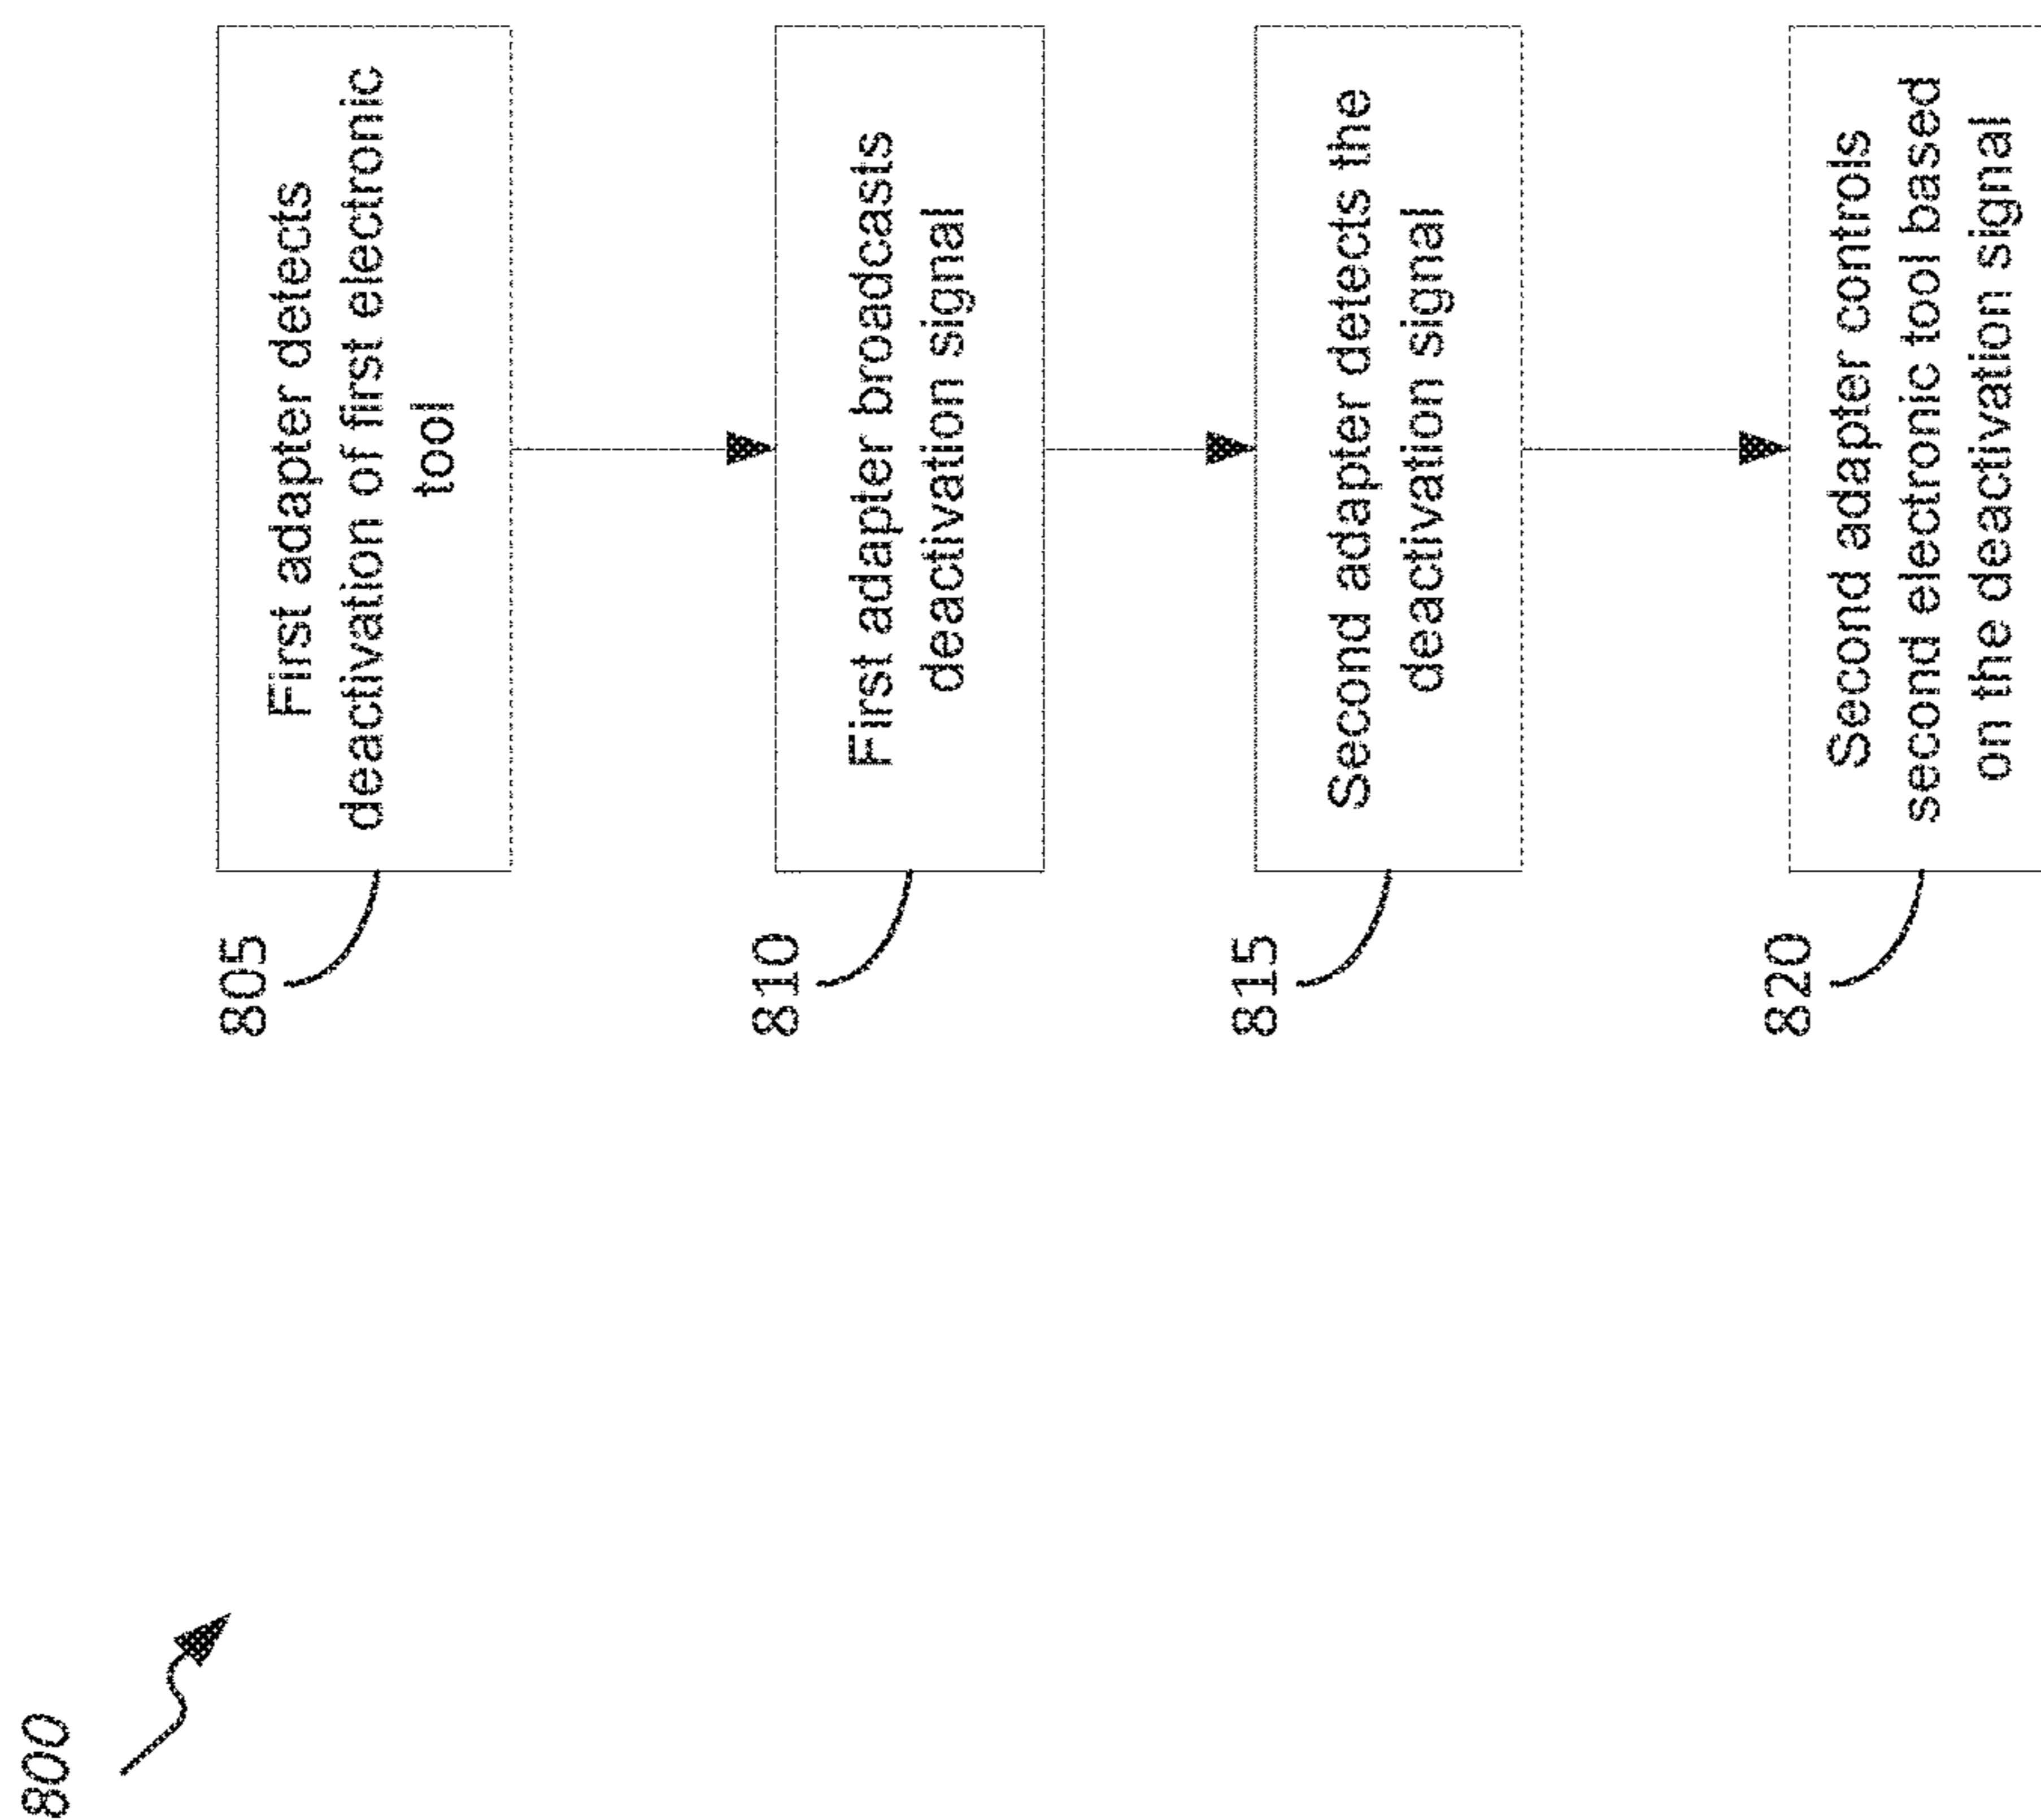 800
805
First adapter detects
deactivation of first electronic
tool
810
First adapter broadcasts
deactivation signal
815
Second adapter detects the
deactivation signal
820
Second adapter controls
second electronic tool based
on the deactivation signal